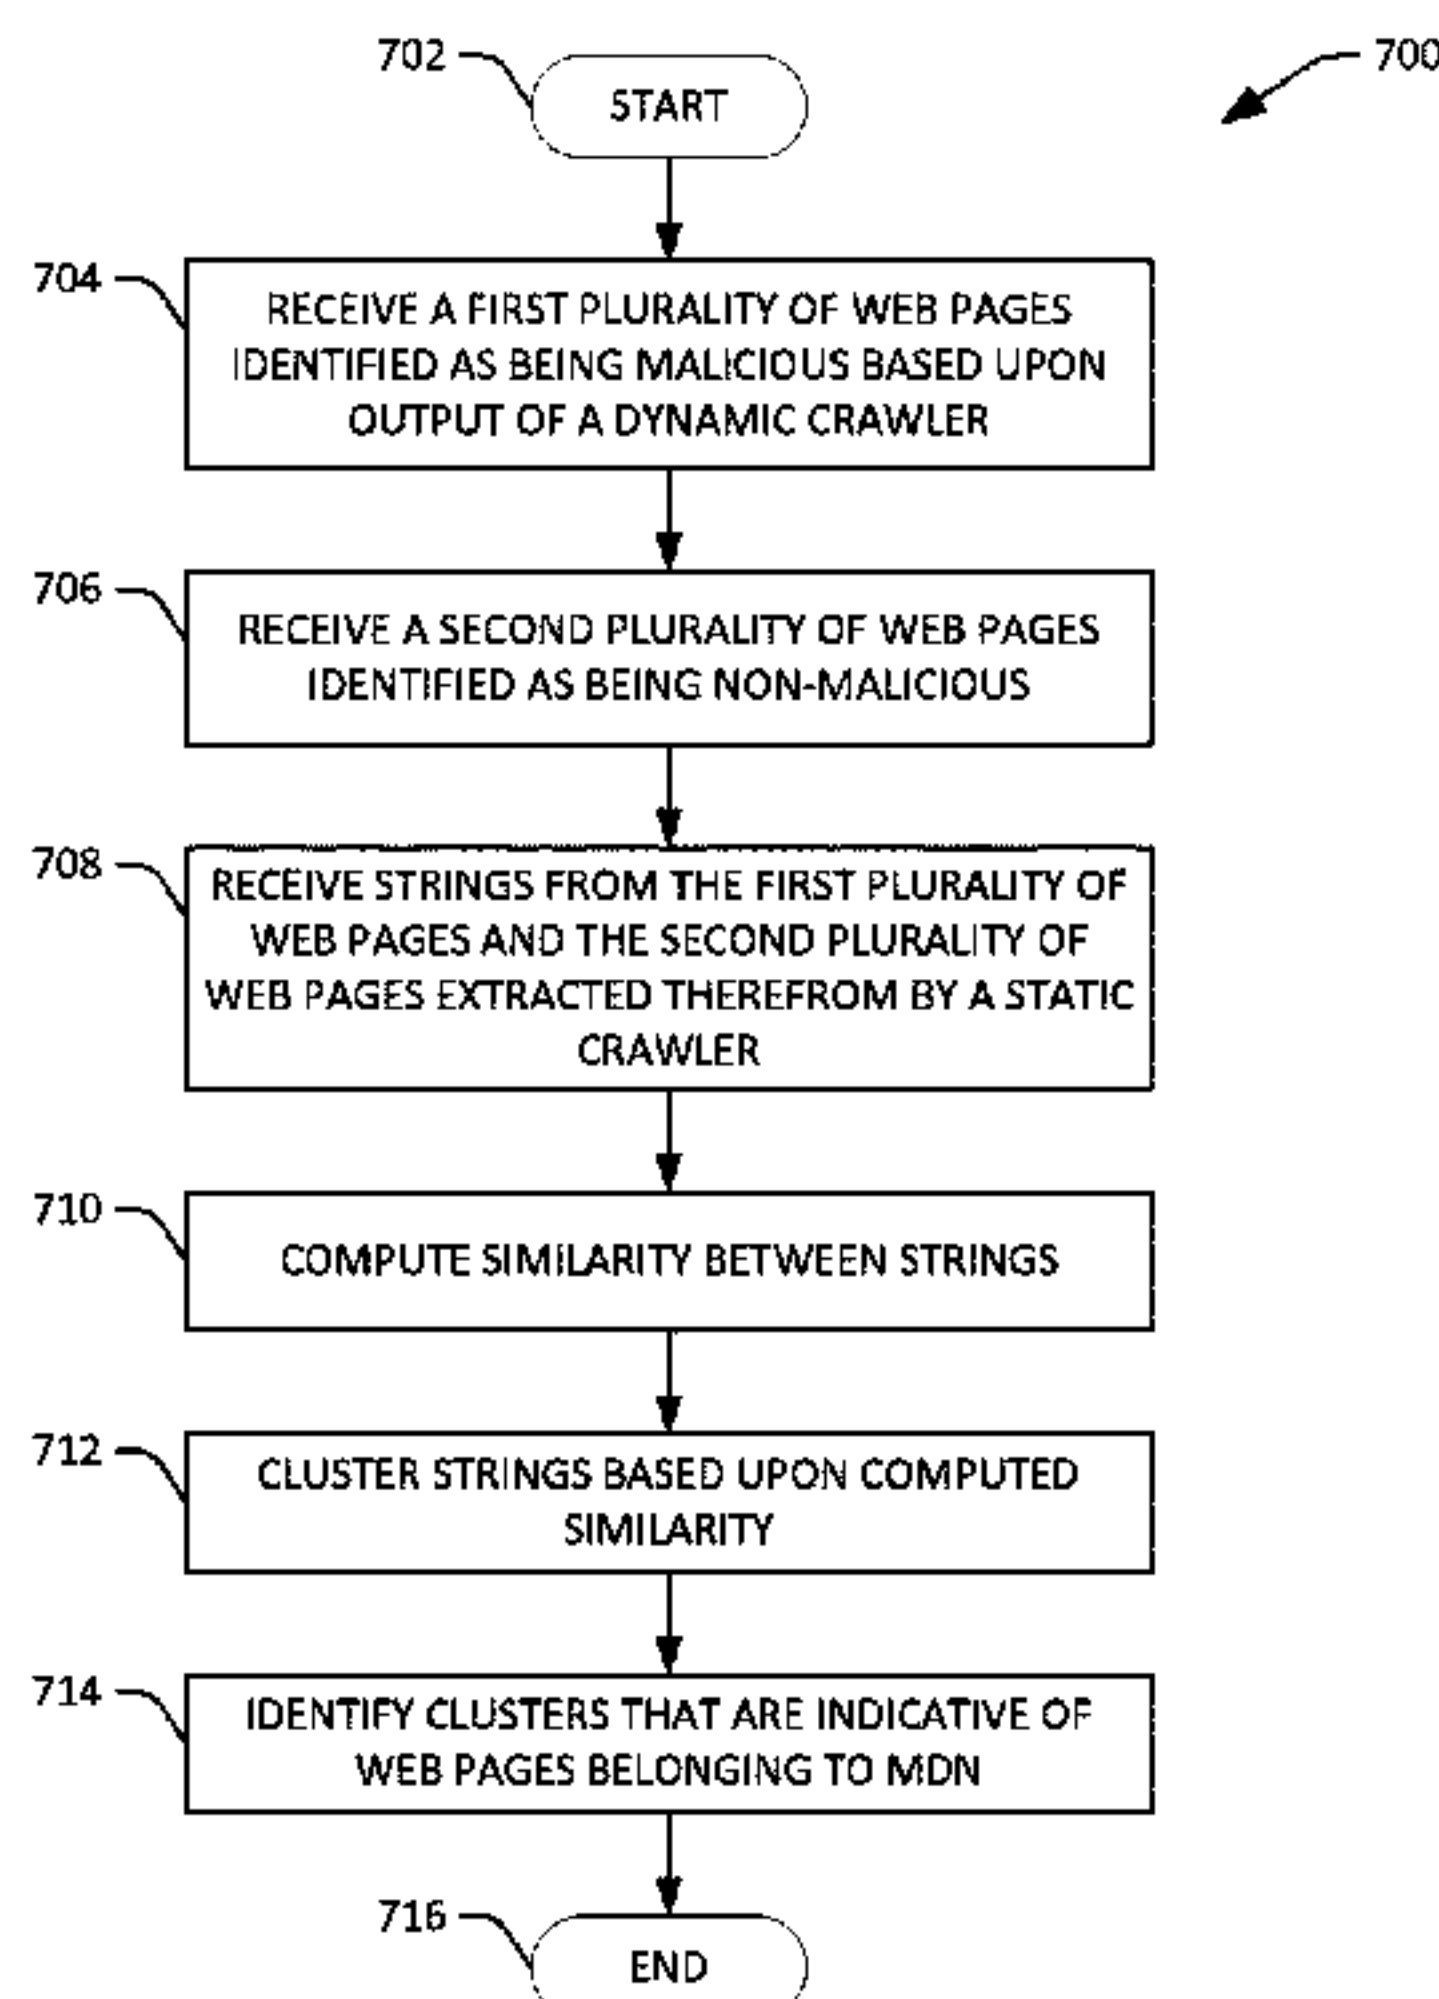 702
START
700
704
RECEIVE A FIRST PLURALITY OF WEB PAGES
IDENTIFIED AS BEING MALICIOUS BASED UPON
OUTPUT OF A DYNAMIC CRAWLER
706
RECEIVE A SECOND PLURALITY OF WEB PAGES
IDENTIFIED AS BEING NON-MALICIOUS
708
RECEIVE STRINGS FROM THE FIRST PLURALITY OF
WEB PAGES AND THE SECOND PLURALITY OF
WEB PAGES EXTRACTED THEREFROM BY A STATIC
CRAWLER
710
COMPUTE SIMILARITY BETWEEN STRINGS
712
CLUSTER STRINGS BASED UPON COMPUTED
SIMILARITY
714
IDENTIFY CLUSTERS THAT ARE INDICATIVE OF
WEB PAGES BELONGING TO MDN
716
END